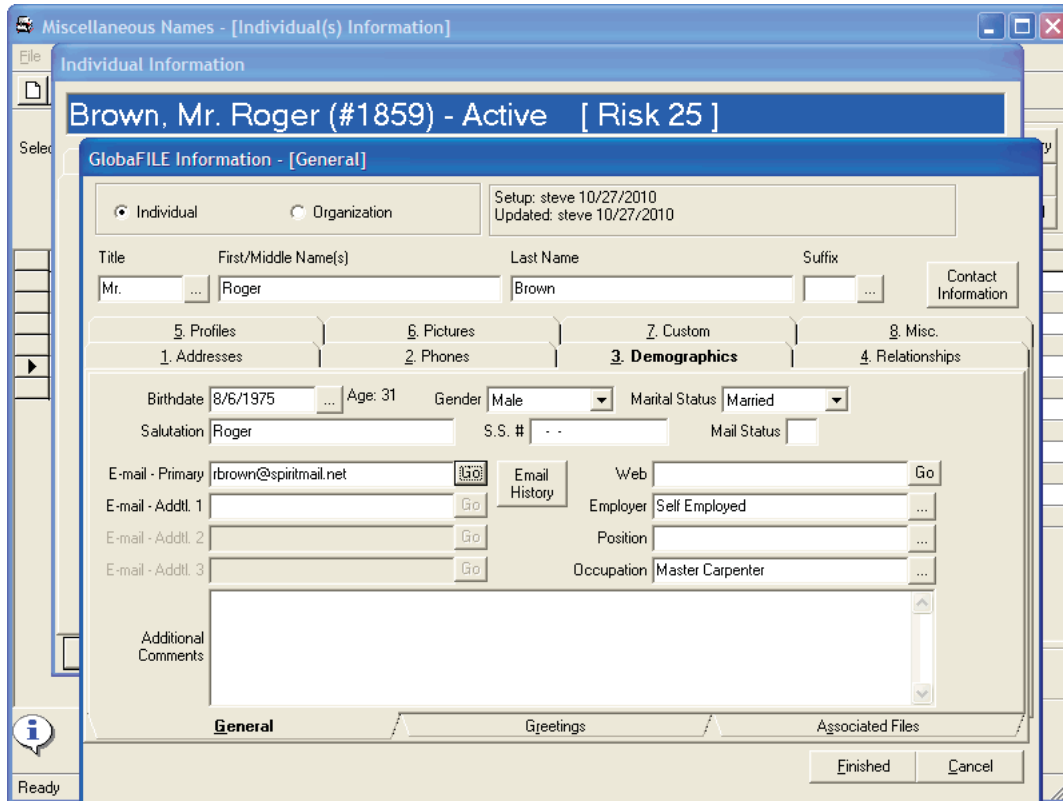 Miscellaneous Names - [Individual(s) Information]
File
Individual Information
Brown, Mr. Roger (#1859) - Active [ Risk 25 ]
GlobaFILE Information - [General]
Individual
Organization
Setup: steve 10/27/2010
Updated: steve 10/27/2010
Title First/Middle Name(s) Last Name Suffix
Mr. ... Roger Brown ...
Contact
Information
5. Profiles 6. Pictures 7. Custom 8. Misc.
1. Addresses 2. Phones 3. Demographics 4. Relationships
Birthdate 8/6/1975 ... Age: 31 Gender Male Marital Status Married
Salutation Roger S.S. # - - Mail Status
E-mail - Primary rbrown@spiritmail.net Go Email
History
Web Go
E-mail - Addtl. 1 Go Employer Self Employed ...
E-mail - Addtl. 2 Go Position ...
E-mail - Addtl. 3 Go Occupation Master Carpenter ...
Additional
Comments
General Greetings Associated Files
Finished Cancel
Ready